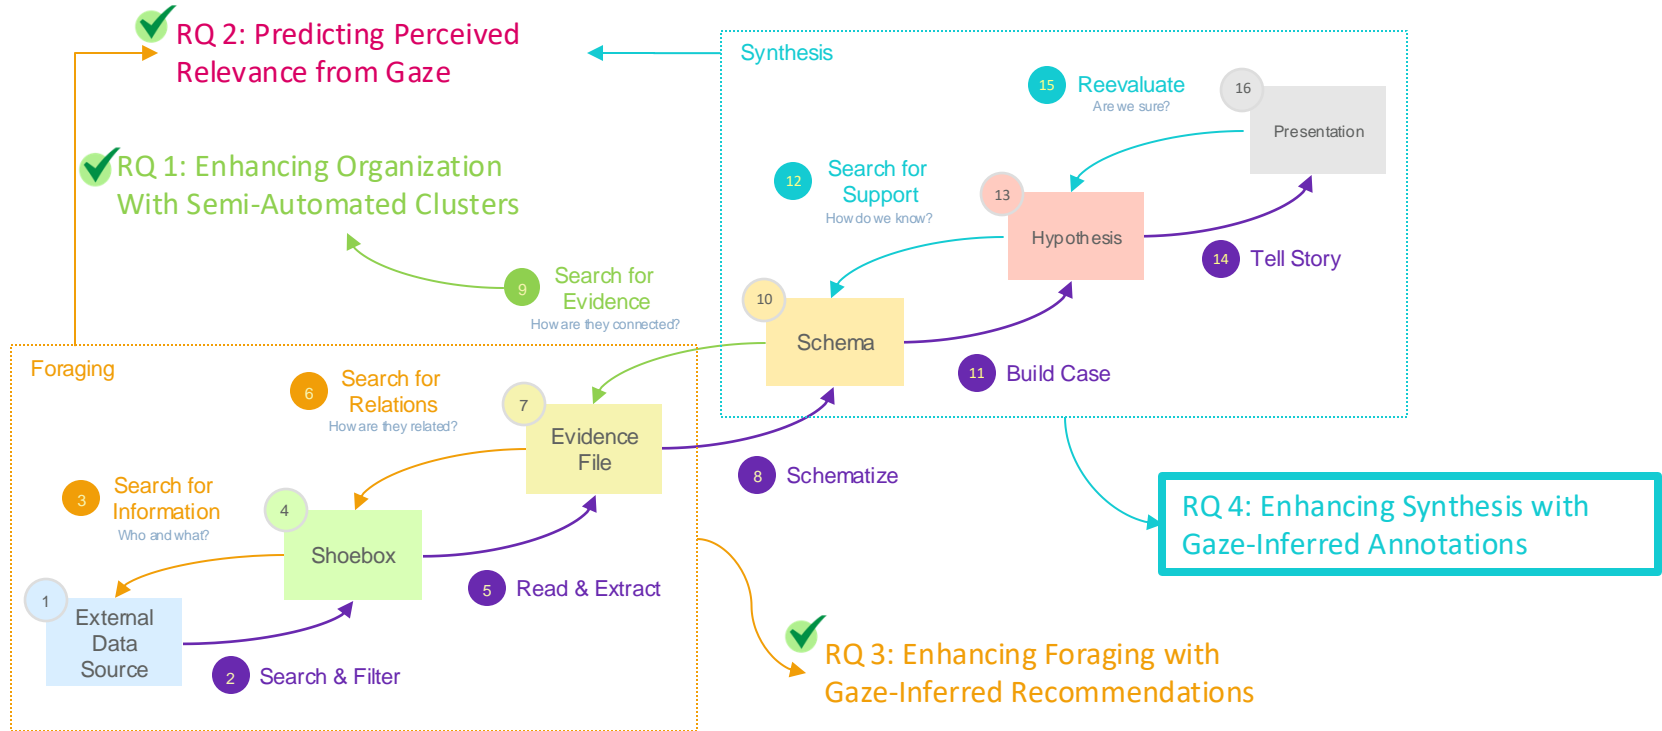 RQ 2: Predicting Perceived
Relevance from Gaze
Synthesis
15
Reevaluate
Are we sure?
16
Presentation
RQ 1: Enhancing Organization
With Semi-Automated Clusters
12
Search for
Support
How do we know?
13
Hypothesis
14
Tell Story
9
Search for
Evidence
How are they connected?
10
Schema
11
Build Case
Foraging
6
Search for
Relations
How are they related?
7
Evidence
File
8
Schematize
3
Search for
Information
Who and what?
4
Shoebox
5
Read & Extract
1
External
Data
Source
2
Search & Filter
RQ 4: Enhancing Synthesis with
Gaze-Inferred Annotations
RQ 3: Enhancing Foraging with
Gaze-Inferred Recommendations